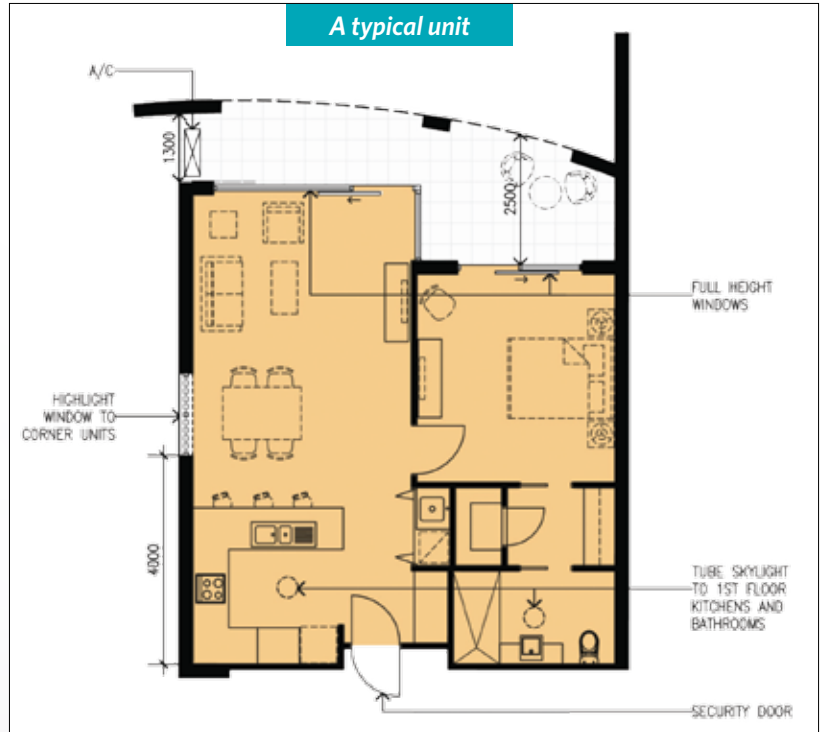 A typical unit
A/C
1300
2500
FULL HEIGHT
WINDOWS
HIGHLIGHT
WINDOW TO
CORNER UNITS
4000
TUBE SKYLIGHT
TO 1ST FLOOR
KITCHENS AND
BATHROOMS
SECURITY DOOR